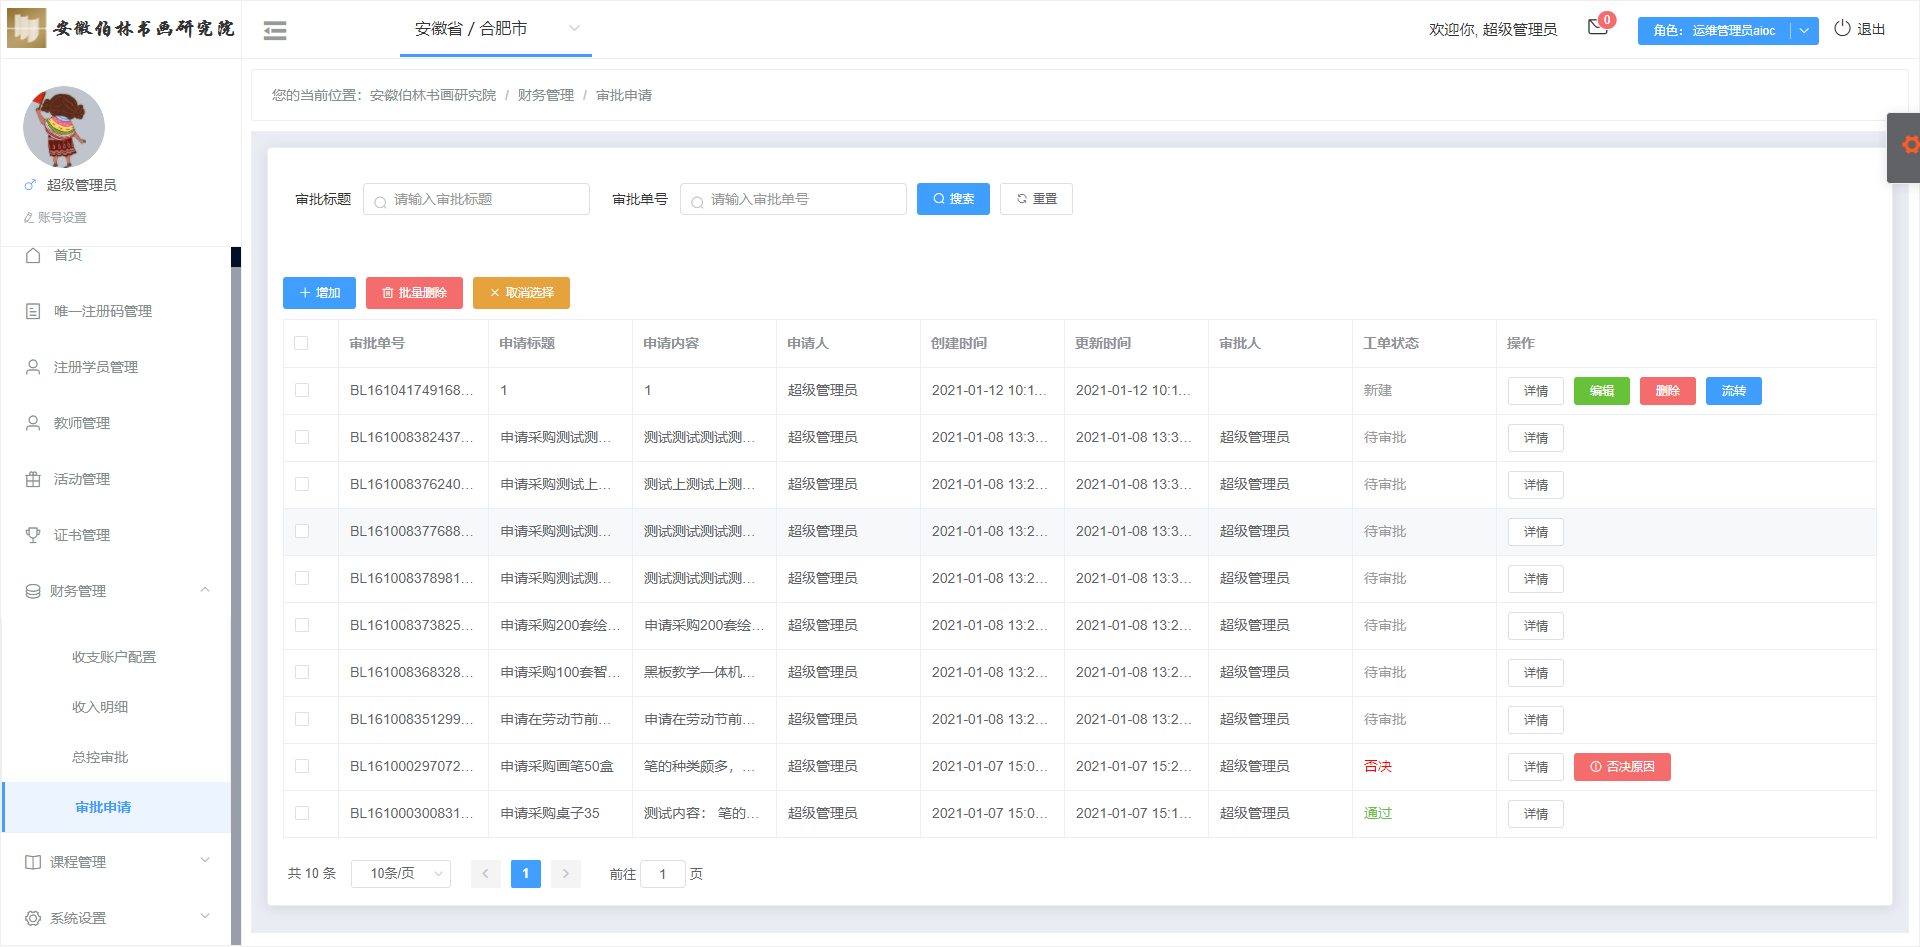 安徽伯林书画研究院
安徽省 / 合肥市
欢迎你, 超级管理员
0
角色： 运维管理员aioc
退出
超级管理员
账号设置
首页
唯一注册码管理
注册学员管理
教师管理
活动管理
证书管理
财务管理
收支账户配置
收入明细
总控审批
审批申请
课程管理
系统设置
您的当前位置： 安徽伯林书画研究院 / 财务管理 / 审批申请
审批标题 请输入审批标题 审批单号 请输入审批单号 搜索 重置
增加 批量删除 取消选择
审批单号 申请标题 申请内容 申请人 创建时间 更新时间 审批人 工单状态 操作
BL161041749168... 1 1 超级管理员 2021-01-12 10:1... 2021-01-12 10:1... 新建 详情 编辑 删除 流转
BL161008382437... 申请采购测试测... 测试测试测试测... 超级管理员 2021-01-08 13:3... 2021-01-08 13:3... 超级管理员 待审批 详情
BL161008376240... 申请采购测试上... 测试上测试上测... 超级管理员 2021-01-08 13:2... 2021-01-08 13:3... 超级管理员 待审批 详情
BL161008377688... 申请采购测试测... 测试测试测试测... 超级管理员 2021-01-08 13:2... 2021-01-08 13:3... 超级管理员 待审批 详情
BL161008378981... 申请采购测试测... 测试测试测试测... 超级管理员 2021-01-08 13:2... 2021-01-08 13:3... 超级管理员 待审批 详情
BL161008373825... 申请采购200套绘... 申请采购200套绘... 超级管理员 2021-01-08 13:2... 2021-01-08 13:2... 超级管理员 待审批 详情
BL161008368328... 申请采购100套智... 黑板教学一体机... 超级管理员 2021-01-08 13:2... 2021-01-08 13:2... 超级管理员 待审批 详情
BL161008351299... 申请在劳动节前... 申请在劳动节前... 超级管理员 2021-01-08 13:2... 2021-01-08 13:2... 超级管理员 待审批 详情
BL161000297072... 申请采购画笔50盒 笔的种类颇多，... 超级管理员 2021-01-07 15:0... 2021-01-07 15:2... 超级管理员 否决 详情 否决原因
BL161000300831... 申请采购桌子35 测试内容： 笔的... 超级管理员 2021-01-07 15:0... 2021-01-07 15:1... 超级管理员 通过 详情
共 10 条 10条/页 1 前往 1 页